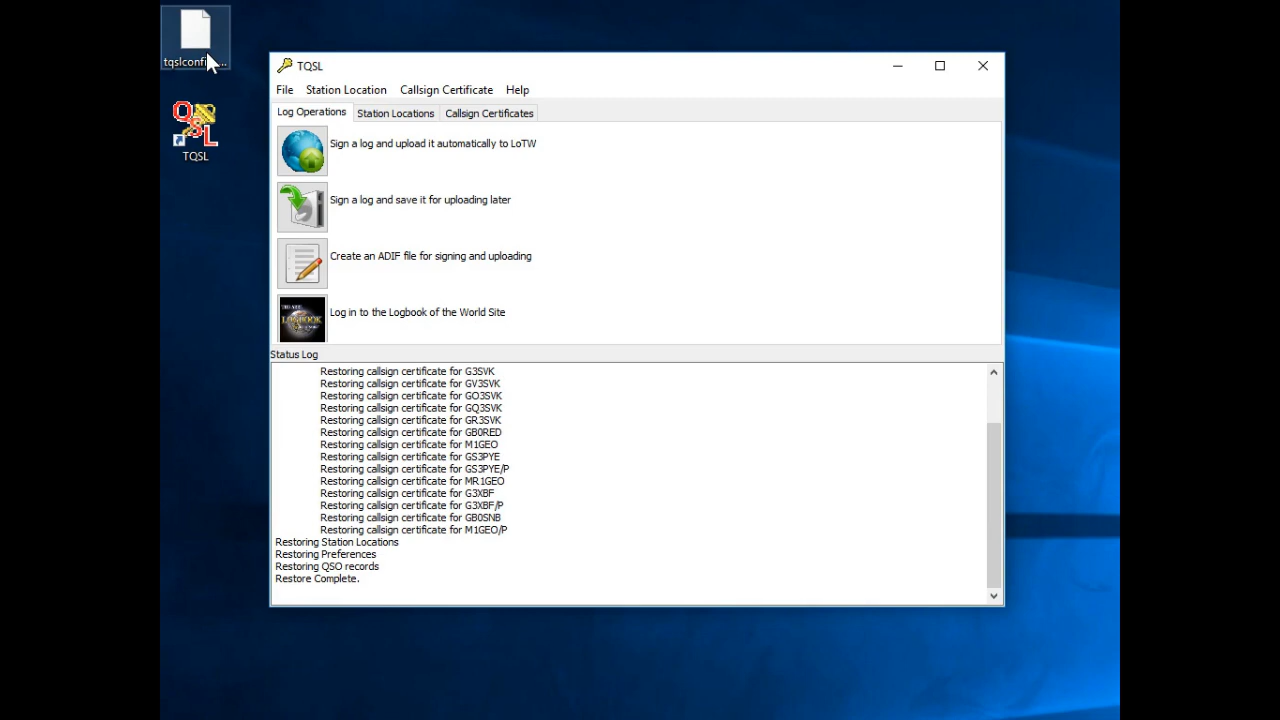 tqslconfi...
QSL
TQSL
TQSL
File Station Location Callsign Certificate Help
Log Operations Station Locations Callsign Certificates
Sign a log and upload it automatically to LoTW
Sign a log and save it for uploading later
Create an ADIF file for signing and uploading
LOGBOOK
Log in to the Logbook of the World Site
Status Log
Restoring callsign certificate for G3SVK
Restoring callsign certificate for GV3SVK
Restoring callsign certificate for GO3SVK
Restoring callsign certificate for GQ3SVK
Restoring callsign certificate for GR3SVK
Restoring callsign certificate for GB0RED
Restoring callsign certificate for M1GEO
Restoring callsign certificate for GS3PYE
Restoring callsign certificate for GS3PYE/P
Restoring callsign certificate for MR1GEO
Restoring callsign certificate for G3XBF
Restoring callsign certificate for G3XBF/P
Restoring callsign certificate for GB0SNB
Restoring callsign certificate for M1GEO/P
Restoring Station Locations
Restoring Preferences
Restoring QSO records
Restore Complete.